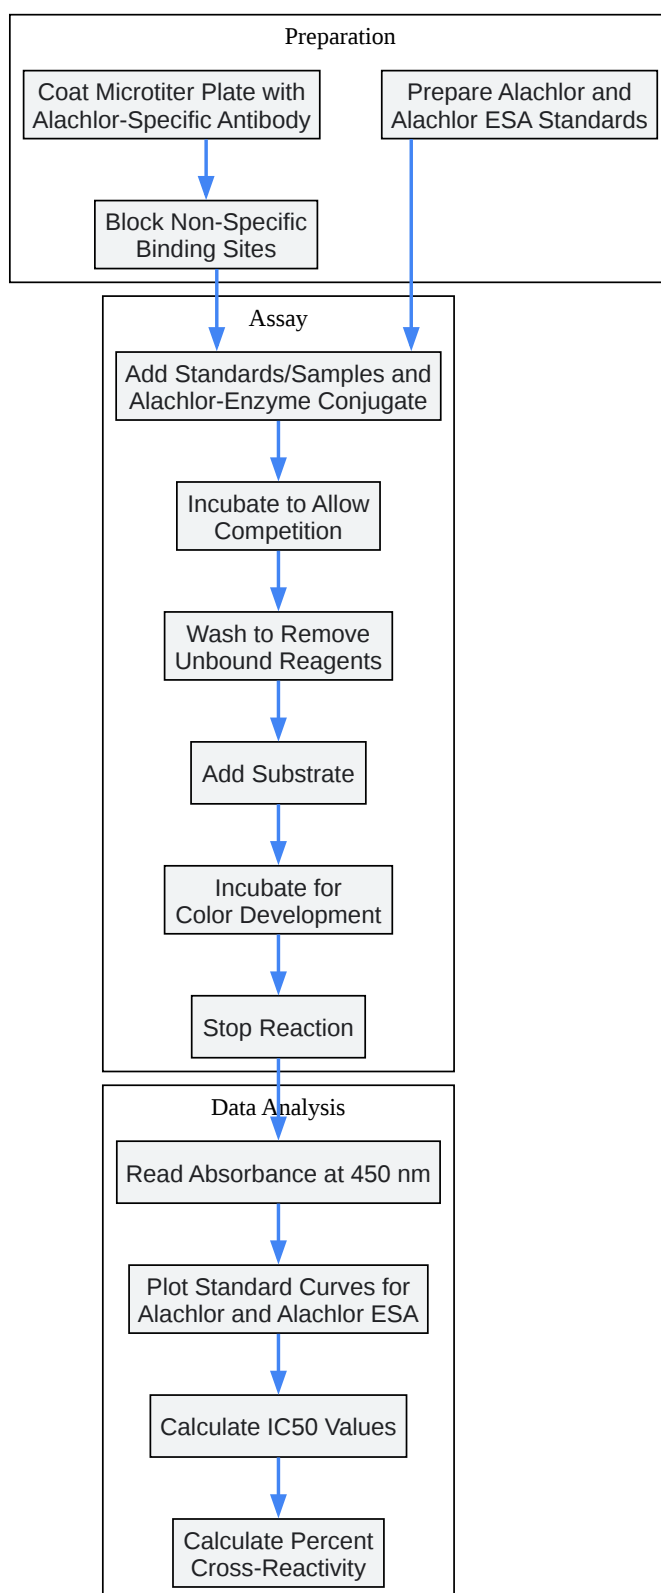 Preparation
Coat Microtiter Plate with
Alachlor-Specific Antibody
Prepare Alachlor and
Alachlor ESA Standards
Block Non-Specific
Binding Sites
Assay
Add Standards/Samples and
Alachlor-Enzyme Conjugate
Incubate to Allow
Competition
Wash to Remove
Unbound Reagents
Add Substrate
Incubate for
Color Development
Stop Reaction
Data Analysis
Read Absorbance at 450 nm
Plot Standard Curves for
Alachlor and Alachlor ESA
Calculate IC50 Values
Calculate Percent
Cross-Reactivity